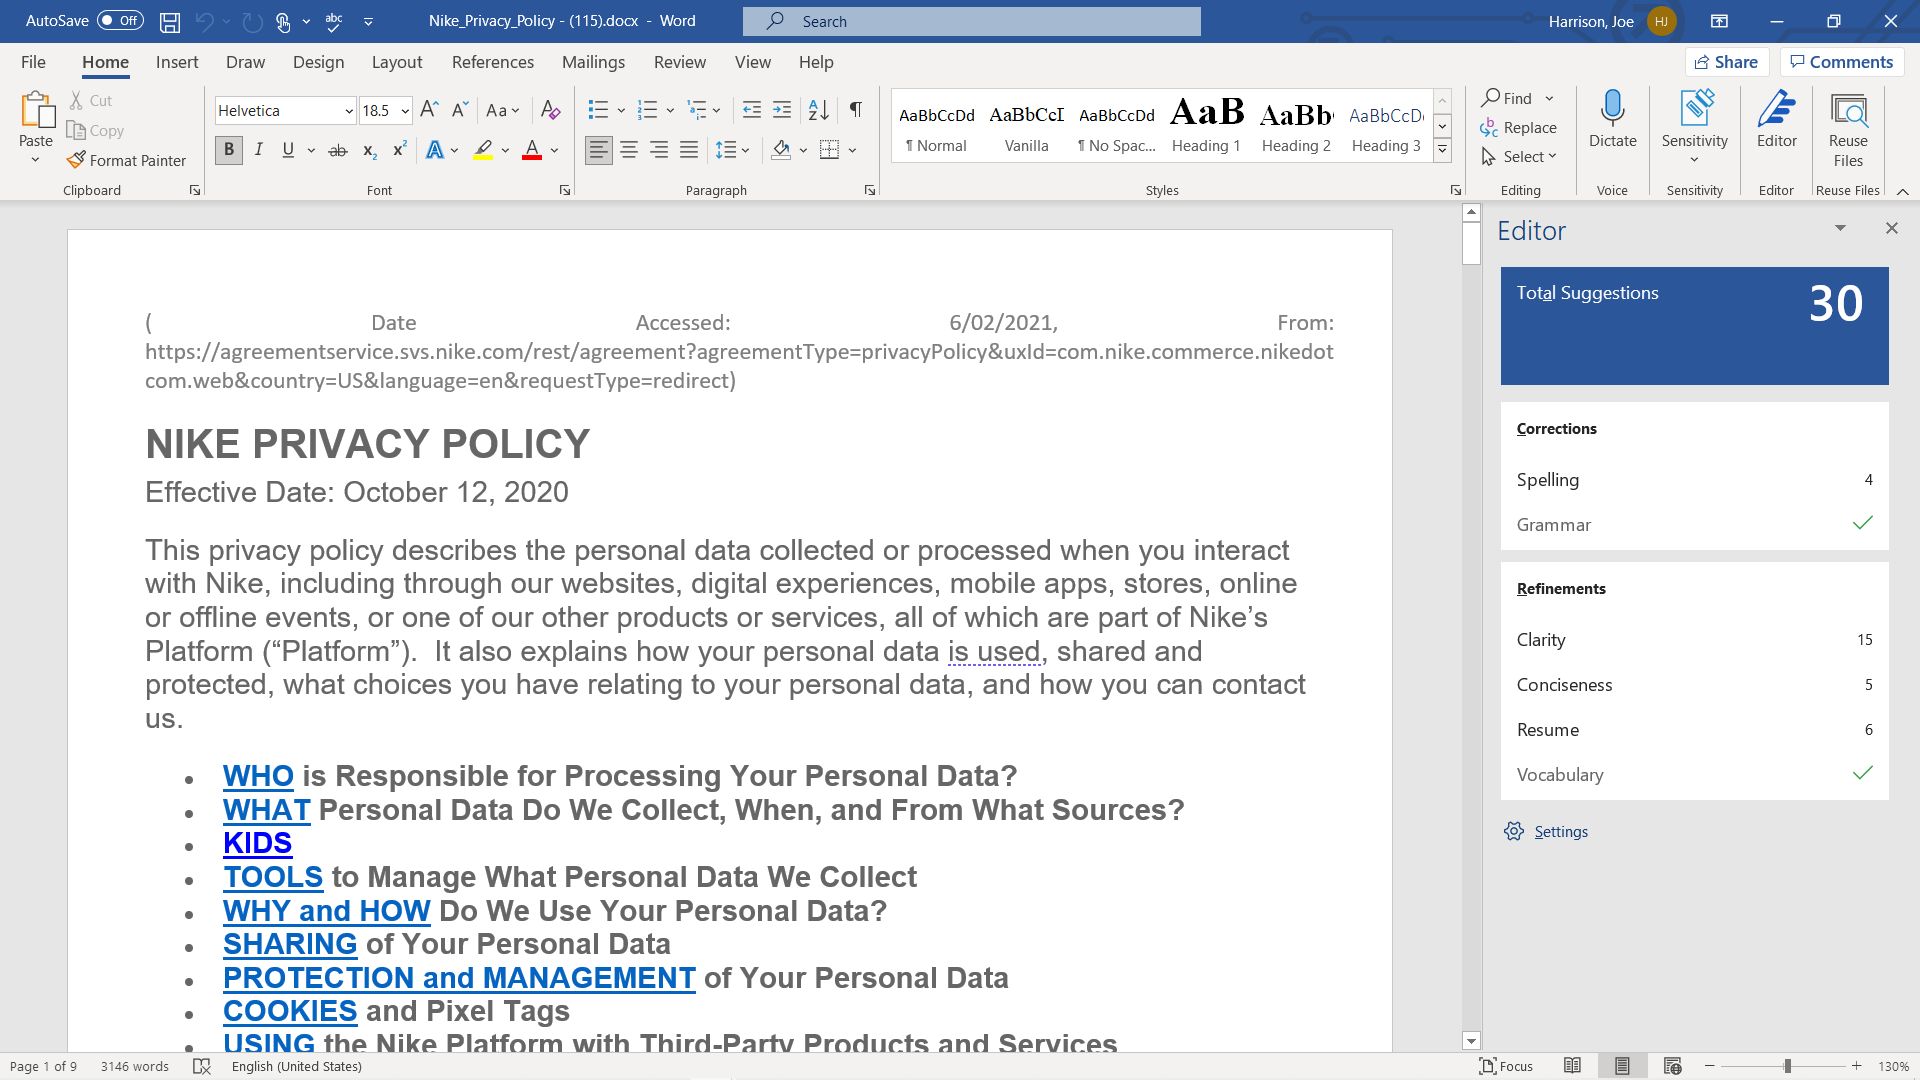 AutoSave Off Nike_Privacy_Policy - (115).docx - Word Search Harrison, Joe HJ
File Home Insert Draw Design Layout References Mailings Review View Help Share Comments
Paste Cut Copy Format Painter Clipboard
Helvetica 18.5 Aa
B I U ab x₂ x² A A Font
Paragraph
AaBbCcDd AaBbCcI AaBbCcDd AaB AaBb AaBbCcD
¶ Normal Vanilla ¶ No Spac... Heading 1 Heading 2 Heading 3
Styles
Find
Replace
Select
Editing
Dictate
Voice
Sensitivity
Sensitivity
Editor
Editor
Reuse
Files
Reuse Files
( Date Accessed: 6/02/2021, From:
https://agreementservice.svs.nike.com/rest/agreement?agreementType=privacyPolicy&uxId=com.nike.commerce.nikedot
com.web&country=US&language=en&requestType=redirect)
NIKE PRIVACY POLICY
Effective Date: October 12, 2020
This privacy policy describes the personal data collected or processed when you interact
with Nike, including through our websites, digital experiences, mobile apps, stores, online
or offline events, or one of our other products or services, all of which are part of Nike’s
Platform (“Platform”).  It also explains how your personal data is used, shared and
protected, what choices you have relating to your personal data, and how you can contact
us.
• WHO is Responsible for Processing Your Personal Data?
• WHAT Personal Data Do We Collect, When, and From What Sources?
• KIDS
• TOOLS to Manage What Personal Data We Collect
• WHY and HOW Do We Use Your Personal Data?
• SHARING of Your Personal Data
• PROTECTION and MANAGEMENT of Your Personal Data
• COOKIES and Pixel Tags
• USING the Nike Platform with Third-Party Products and Services
Editor
Total Suggestions 30
Corrections
Spelling 4
Grammar
Refinements
Clarity 15
Conciseness 5
Resume 6
Vocabulary
Settings
Page 1 of 9 3146 words English (United States) Focus 130%